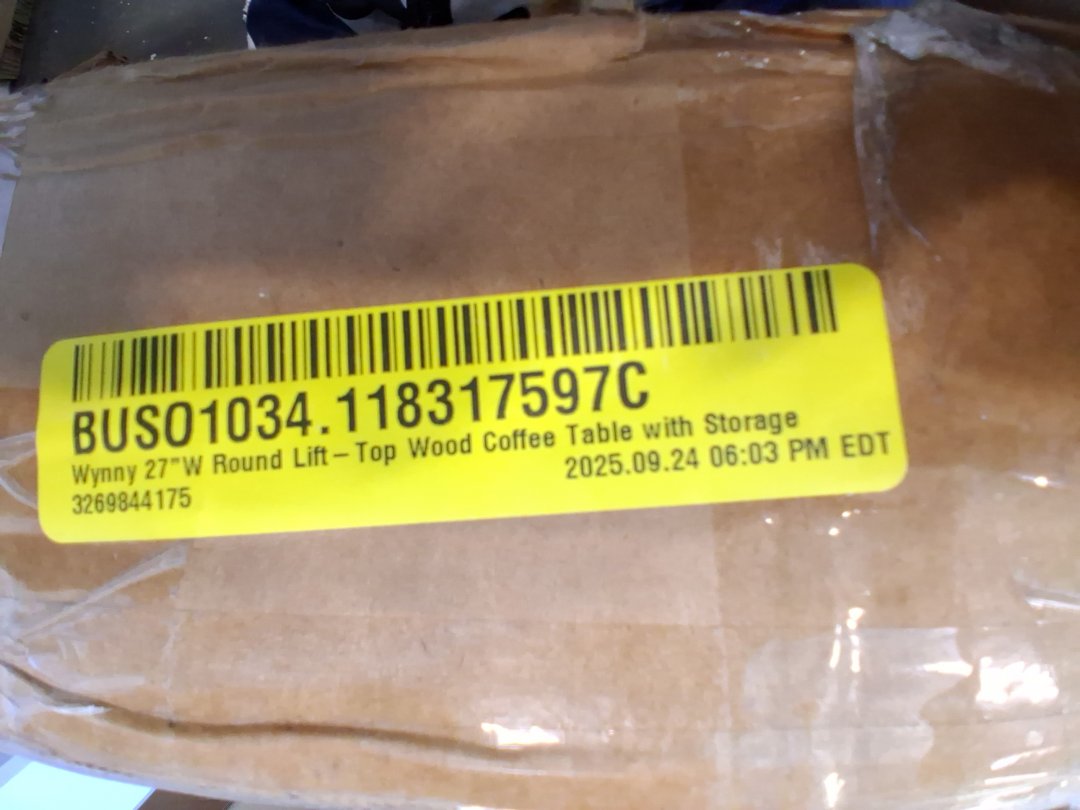 BUSO1034.118317597C
Wynny 27"W Round Lift-Top Wood Coffee Table with Storage
2025.09.24 06:03 PM EDT
3269844175